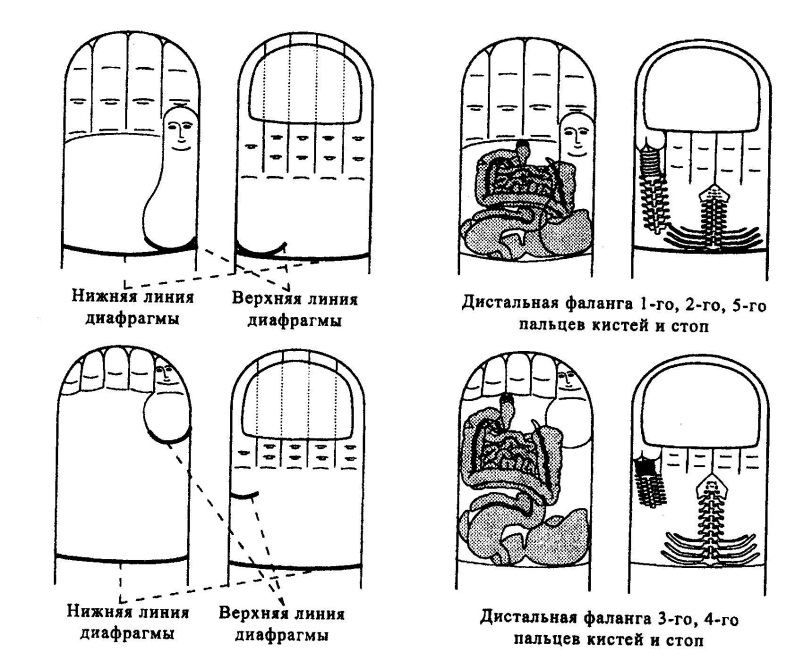 Нижняя линия
диафрагмы
Верхняя линия
диафрагмы
Дистальная фаланга 1-го, 2-го, 5-го
пальцев кистей и стоп
Нижняя линия
диафрагмы
Верхняя линия
диафрагмы
Дистальная фаланга 3-го, 4-го
пальцев кистей и стоп